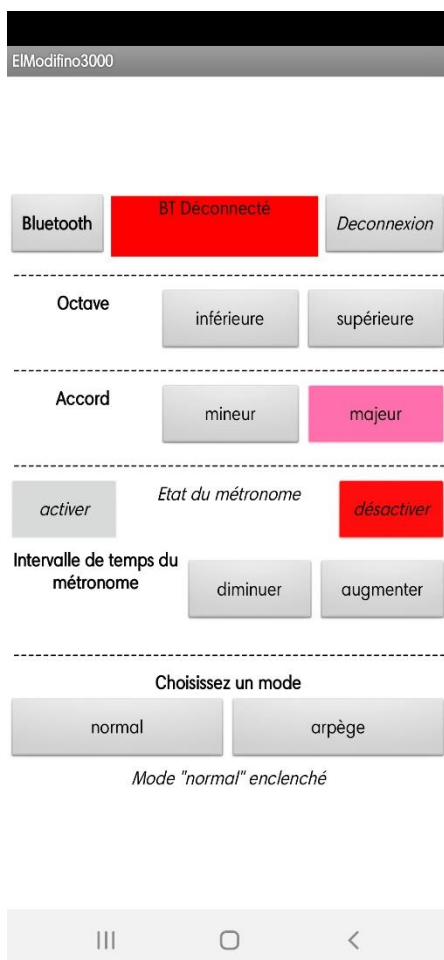 ElModifino3000
Bluetooth
BT Déconnecté
Deconnexion
Octave
inférieure
supérieure
Accord
mineur
majeur
activer
Etat du métronome
désactiver
Intervalle de temps du
métronome
diminuer
augmenter
Choisissez un mode
normal
arpège
Mode "normal" enclenché